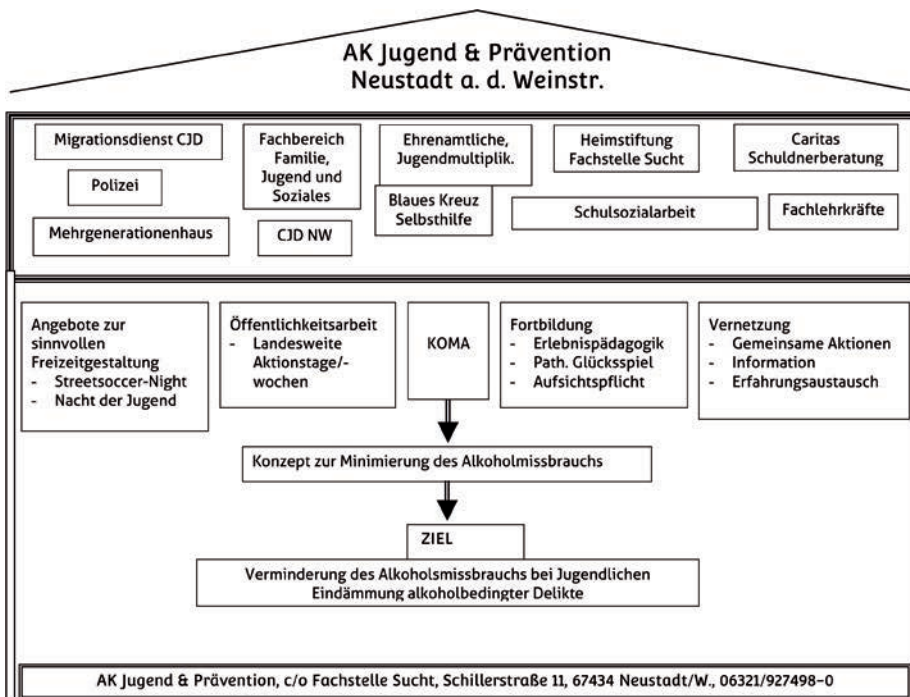 AK Jugend & Prävention
Neustadt a. d. Weinstr.
Migrationsdienst CJD
Fachbereich
Familie,
Jugend und
Soziales
Ehrenamtliche,
Jugendmultiplik.
Heimstiftung
Fachstelle Sucht
Caritas
Schuldnerberatung
Polizei
Blaues Kreuz
Selbsthilfe
Schulsozialarbeit
Fachlehrkräfte
Mehrgenerationenhaus
CJD NW
Angebote zur
sinnvollen
Freizeitgestaltung
- Streetsoccer-Night
- Nacht der Jugend
Öffentlichkeitsarbeit
- Landesweite
Aktionstage/-
wochen
KOMA
Fortbildung
- Erlebnispädagogik
- Path. Glücksspiel
- Aufsichtspflicht
Vernetzung
- Gemeinsame Aktionen
- Information
- Erfahrungsaustausch
Konzept zur Minimierung des Alkoholmissbrauchs
ZIEL
Verminderung des Alkoholsmissbrauchs bei Jugendlichen
Eindämmung alkoholbedingter Delikte
AK Jugend & Prävention, c/o Fachstelle Sucht, Schillerstraße 11, 67434 Neustadt/W., 06321/927498-0